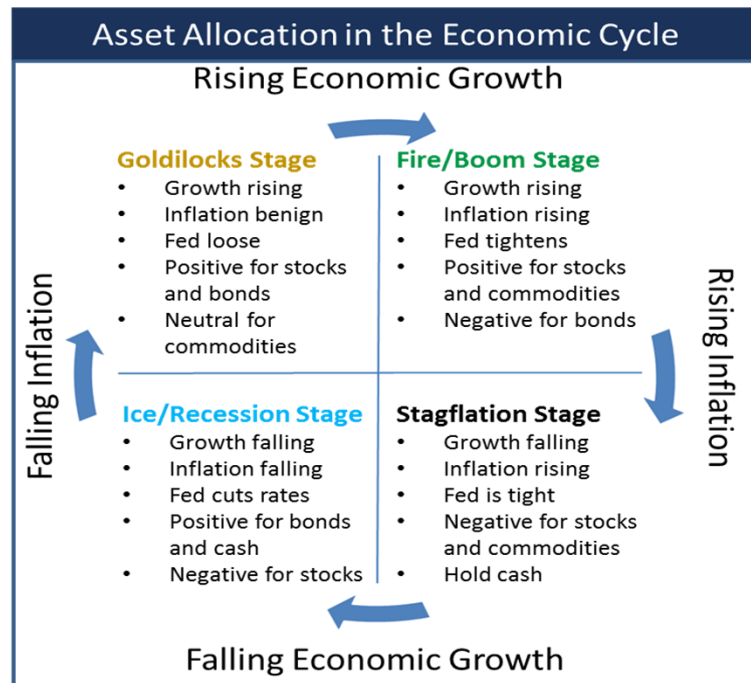 Asset Allocation in the Economic Cycle
Rising Economic Growth
Goldilocks Stage
• Growth rising
• Inflation benign
• Fed loose
• Positive for stocks
and bonds
• Neutral for
commodities
Fire/Boom Stage
• Growth rising
• Inflation rising
• Fed tightens
• Positive for stocks
and commodities
• Negative for bonds
Falling Inflation
Rising Inflation
Ice/Recession Stage
• Growth falling
• Inflation falling
• Fed cuts rates
• Positive for bonds
and cash
• Negative for stocks
Stagflation Stage
• Growth falling
• Inflation rising
• Fed is tight
• Negative for stocks
and commodities
• Hold cash
Falling Economic Growth